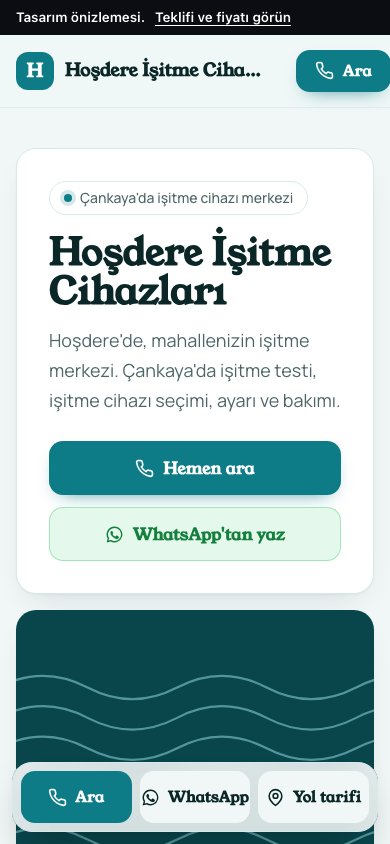 Tasarım önizlemesi. Teklifi ve fiyatı görün
H Hoşdere İşitme Ciha... Ara
Çankaya'da işitme cihazı merkezi
Hoşdere İşitme
Cihazları
Hoşdere'de, mahallenizin işitme
merkezi. Çankaya'da işitme testi,
işitme cihazı seçimi, ayarı ve bakımı.
Hemen ara
WhatsApp'tan yaz
Ara WhatsApp Yol tarifi